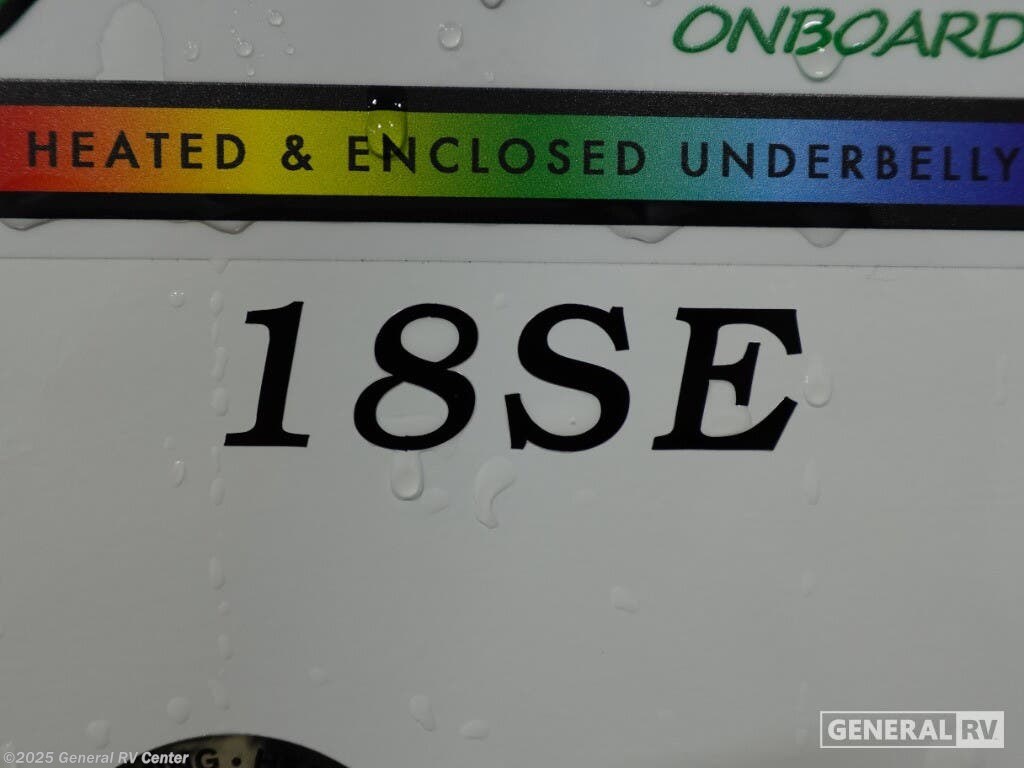 ONBOARD
HEATED & ENCLOSED UNDERBELLY
18SE
GENERAL RV
©2025 General RV Center